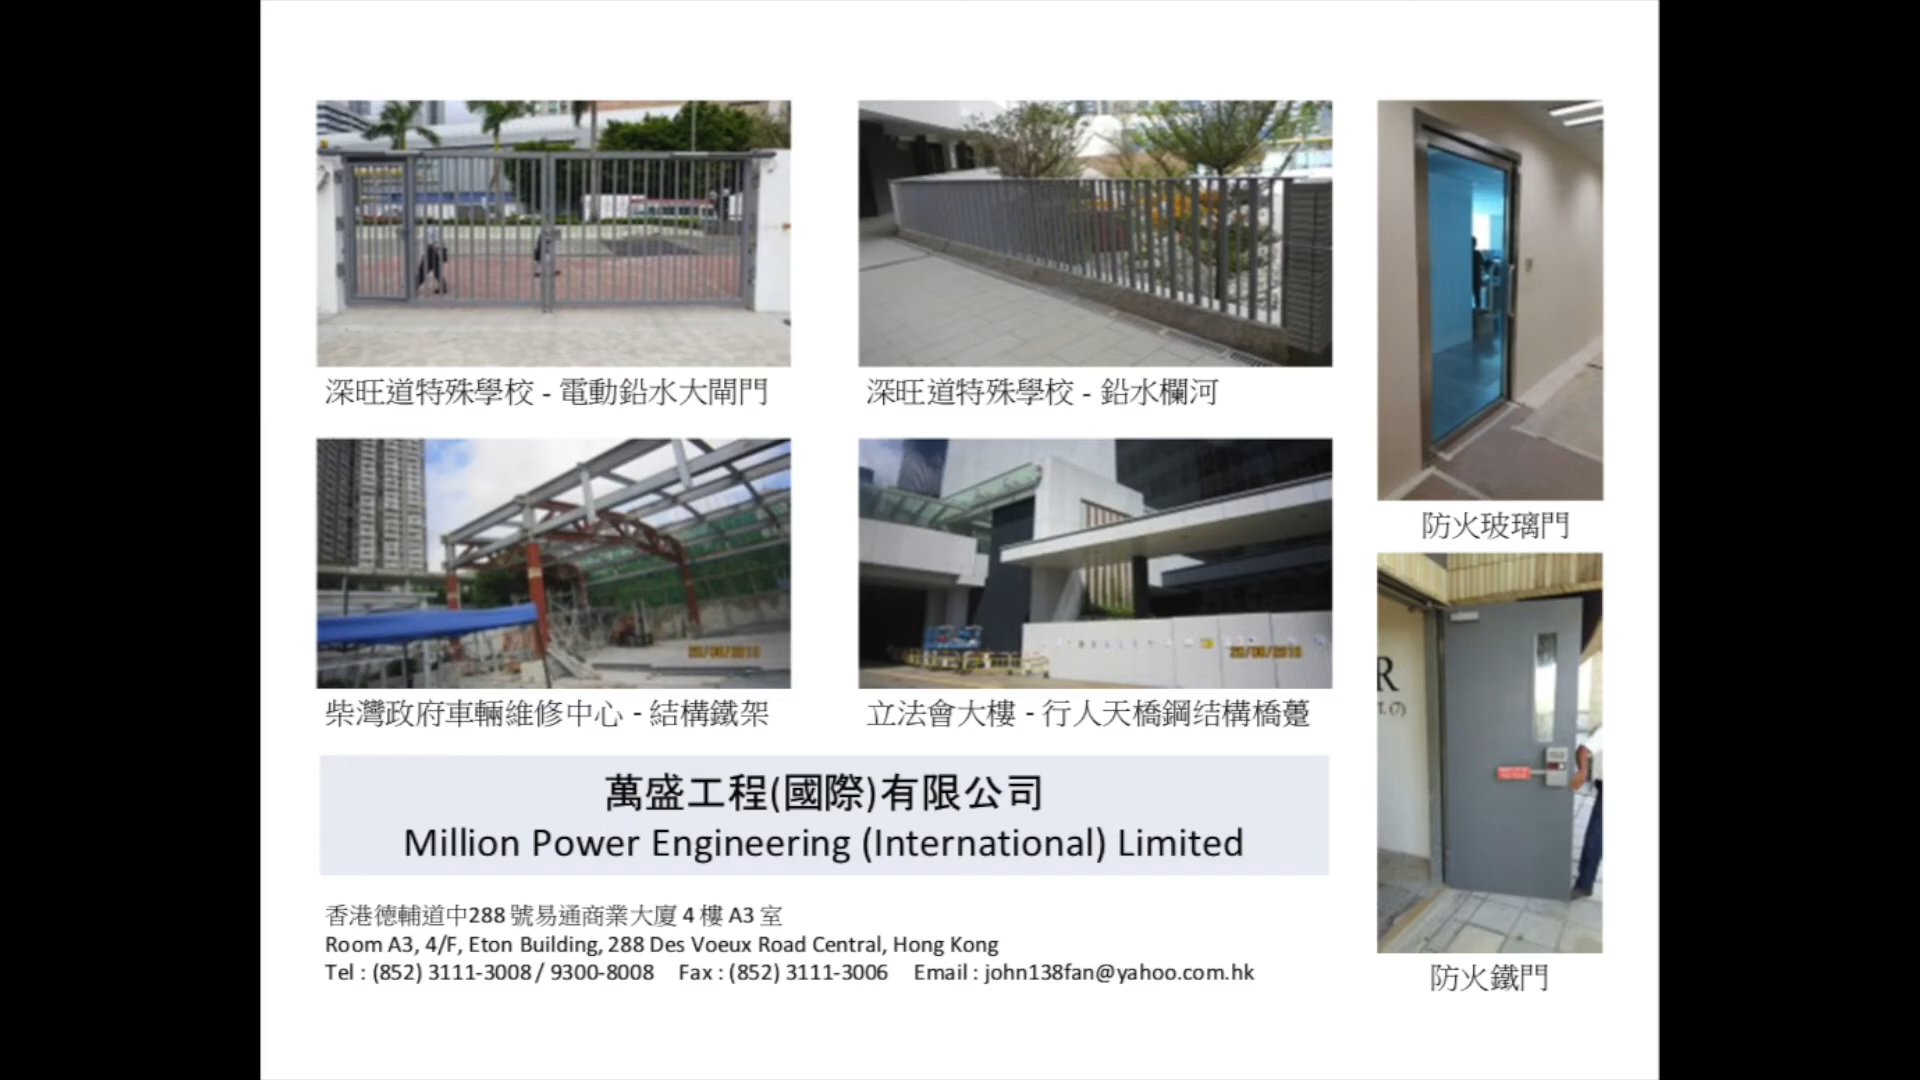 深旺道特殊學校 - 電動鉛水大閘門
深旺道特殊學校 - 鉛水欄河
防火玻璃門
柴灣政府車輛維修中心 - 結構鐵架
立法會大樓 - 行人天橋鋼结構橋躉
R
T. (7)
萬盛工程(國際)有限公司
Million Power Engineering (International) Limited
香港德輔道中288 號易通商業大廈 4 樓 A3 室
Room A3, 4/F, Eton Building, 288 Des Voeux Road Central, Hong Kong
Tel : (852) 3111-3008 / 9300-8008 Fax : (852) 3111-3006 Email : john138fan@yahoo.com.hk
防火鐵門